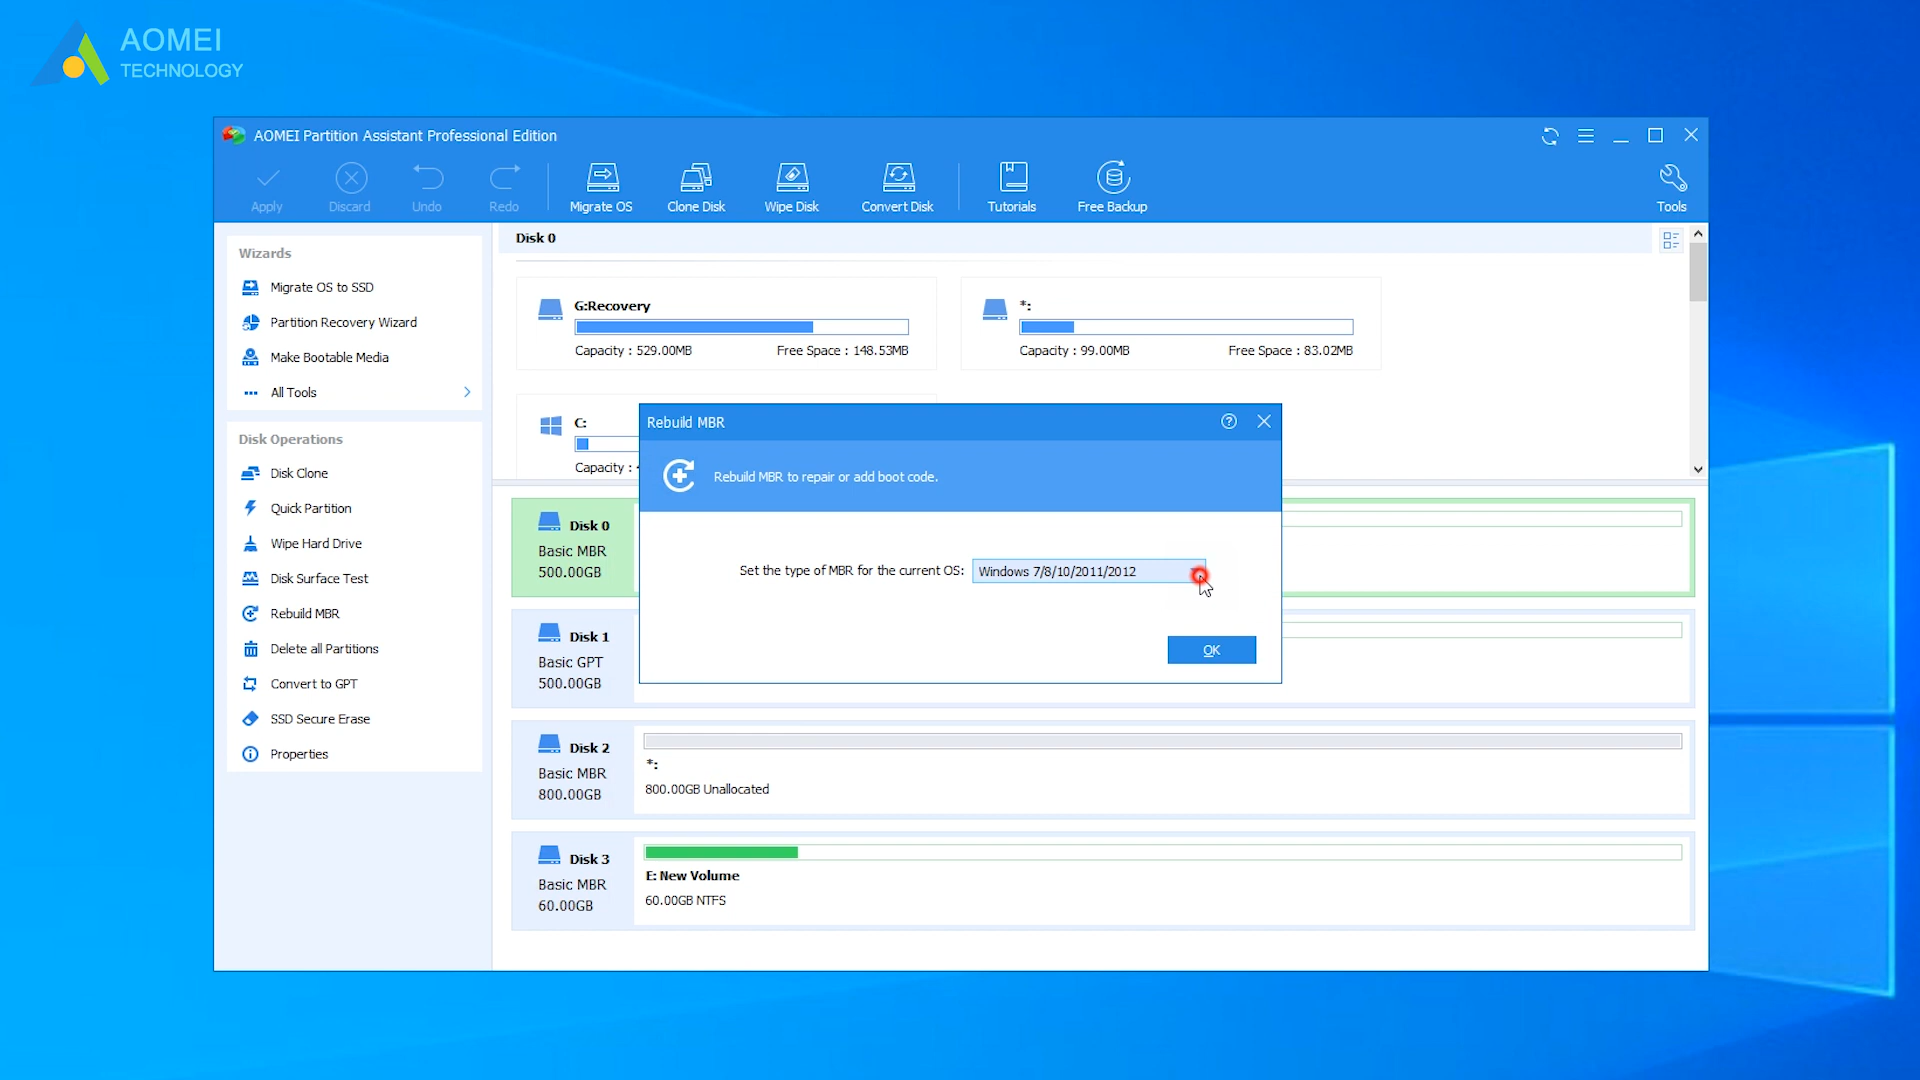 AOMEI
TECHNOLOGY
AOMEI Partition Assistant Professional Edition
Apply
Discard
Undo
Redo
Migrate OS
Clone Disk
Wipe Disk
Convert Disk
Tutorials
Free Backup
Tools
Wizards
Migrate OS to SSD
Partition Recovery Wizard
Make Bootable Media
All Tools
Disk Operations
Disk Clone
Quick Partition
Wipe Hard Drive
Disk Surface Test
Rebuild MBR
Delete all Partitions
Convert to GPT
SSD Secure Erase
Properties
Disk 0
G:Recovery
Capacity : 529.00MB Free Space : 148.53MB
*:
Capacity : 99.00MB Free Space : 83.02MB
C:
Capacity :
Rebuild MBR
Rebuild MBR to repair or add boot code.
Set the type of MBR for the current OS: Windows 7/8/10/2011/2012
OK
Disk 0
Basic MBR
500.00GB
Disk 1
Basic GPT
500.00GB
Disk 2
Basic MBR
800.00GB
*:
800.00GB Unallocated
Disk 3
Basic MBR
60.00GB
E: New Volume
60.00GB NTFS